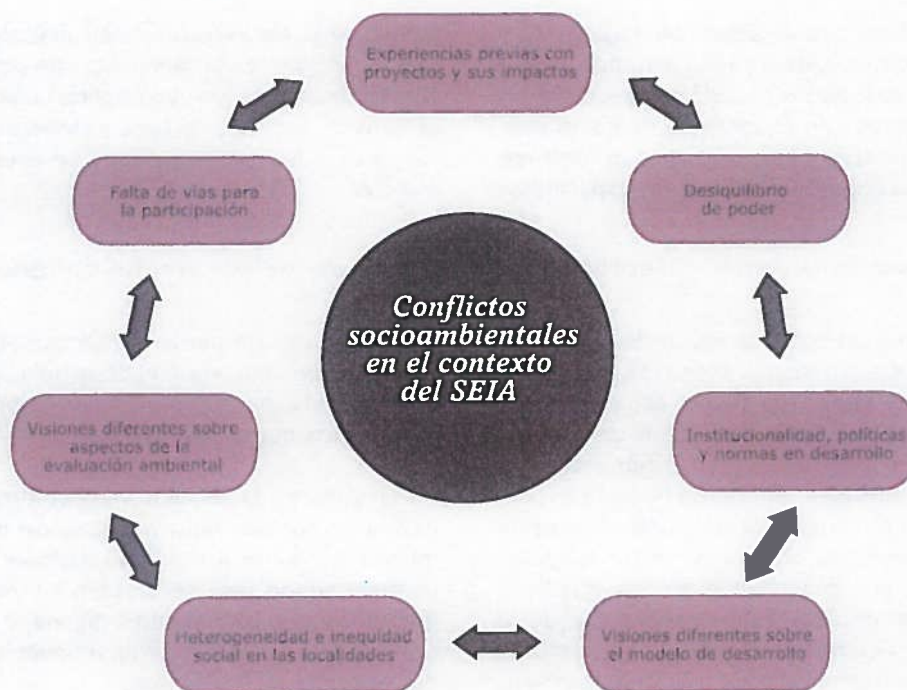 Experiencias previas con
proyectos y sus impactos
Desequilibrio
de poder
Institucionalidad, políticas
y normas en desarrollo
Visiones diferentes sobre
el modelo de desarrollo
Heterogeneidad e inequidad
social en las localidades
Visiones diferentes sobre
aspectos de la
evaluación ambiental
Falta de vías para
la participación
Conflictos
socioambientales
en el contexto
del SEIA